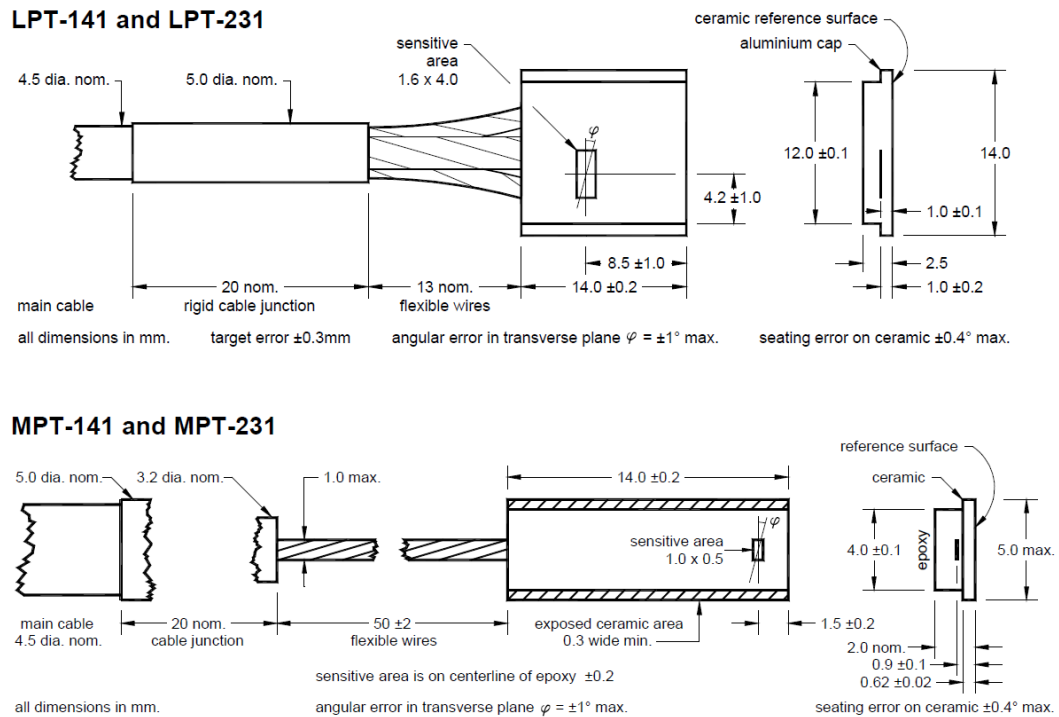 LPT-141 and LPT-231
ceramic reference surface
aluminium cap
sensitive
area
1.6 x 4.0
4.5 dia. nom.
5.0 dia. nom.
φ
12.0 ±0.1
14.0
4.2 ±1.0
1.0 ±0.1
8.5 ±1.0
2.5
20 nom.
13 nom.
14.0 ±0.2
1.0 ±0.2
main cable
rigid cable junction
flexible wires
all dimensions in mm.
target error ±0.3mm
angular error in transverse plane φ = ±1° max.
seating error on ceramic ±0.4° max.
MPT-141 and MPT-231
reference surface
5.0 dia. nom.
3.2 dia. nom.
1.0 max.
14.0 ±0.2
ceramic
φ
sensitive area
1.0 x 0.5
4.0 ±0.1
epoxy
5.0 max.
main cable
4.5 dia. nom.
20 nom.
cable junction
50 ±2
flexible wires
exposed ceramic area
0.3 wide min.
1.5 ±0.2
2.0 nom.
0.9 ±0.1
0.62 ±0.02
sensitive area is on centerline of epoxy ±0.2
all dimensions in mm.
angular error in transverse plane φ = ±1° max.
seating error on ceramic ±0.4° max.